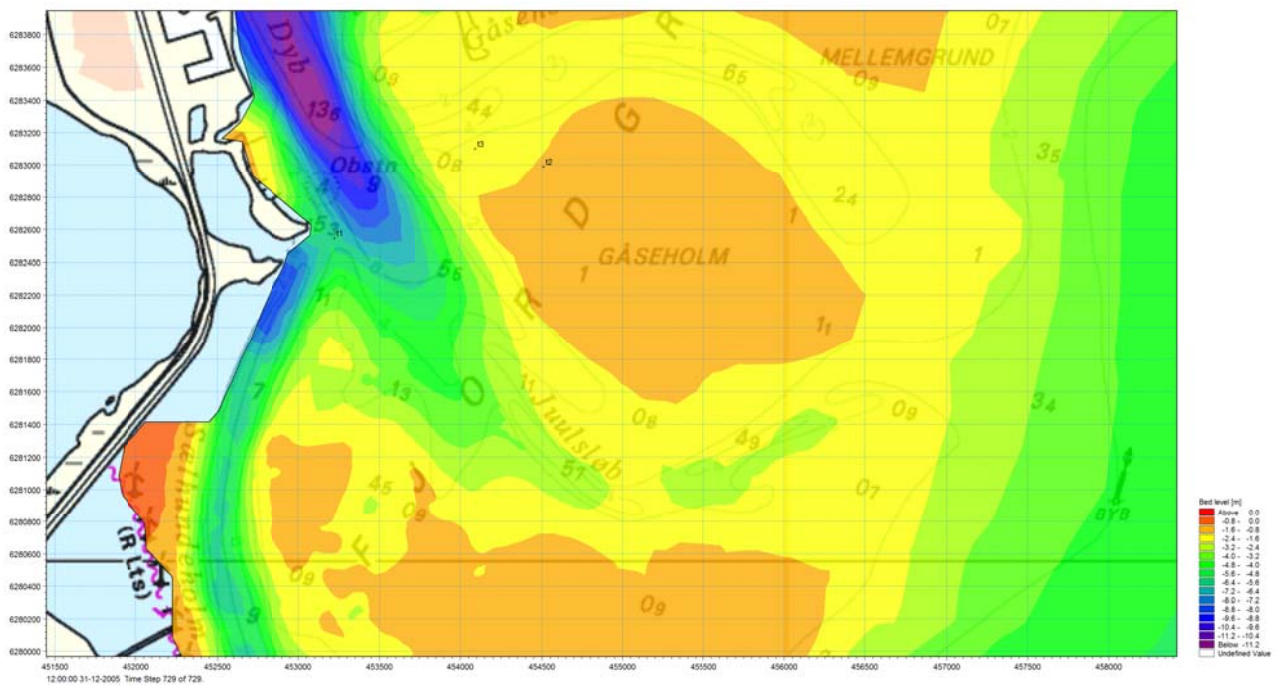 6283800
6283600
6283400
6283200
6283000
6282800
6282600
6282400
6282200
6282000
6281800
6281600
6281400
6281200
6281000
6280800
6280600
6280400
6280200
6280000
451500 452000 452500 453000 453500 454000 454500 455000 455500 456000 456500 457000 457500 458000
12:00:00 31-12-2005 Time Step 729 of 729.
Dyb
Gåseho
R
07
MELLEMGRUND
09
09
65
44
136
G
08
t3
t2
35
Obstn
9
4
53
t1
D
24
1
1
GÅSEHOLM
1
56
11
R
11
7
13
O
11
Juulsløb
08
09
34
49
51
Sælhundeholm
45
09
07
4
BYB
F
(R Lts)
09
09
9
Bed level [m]
Above 0.0
-0.8 - 0.0
-1.6 - -0.8
-2.4 - -1.6
-3.2 - -2.4
-4.0 - -3.2
-4.8 - -4.0
-5.6 - -4.8
-6.4 - -5.6
-7.2 - -6.4
-8.0 - -7.2
-8.8 - -8.0
-9.6 - -8.8
-10.4 - -9.6
-11.2 - -10.4
Below -11.2
Undefined Value